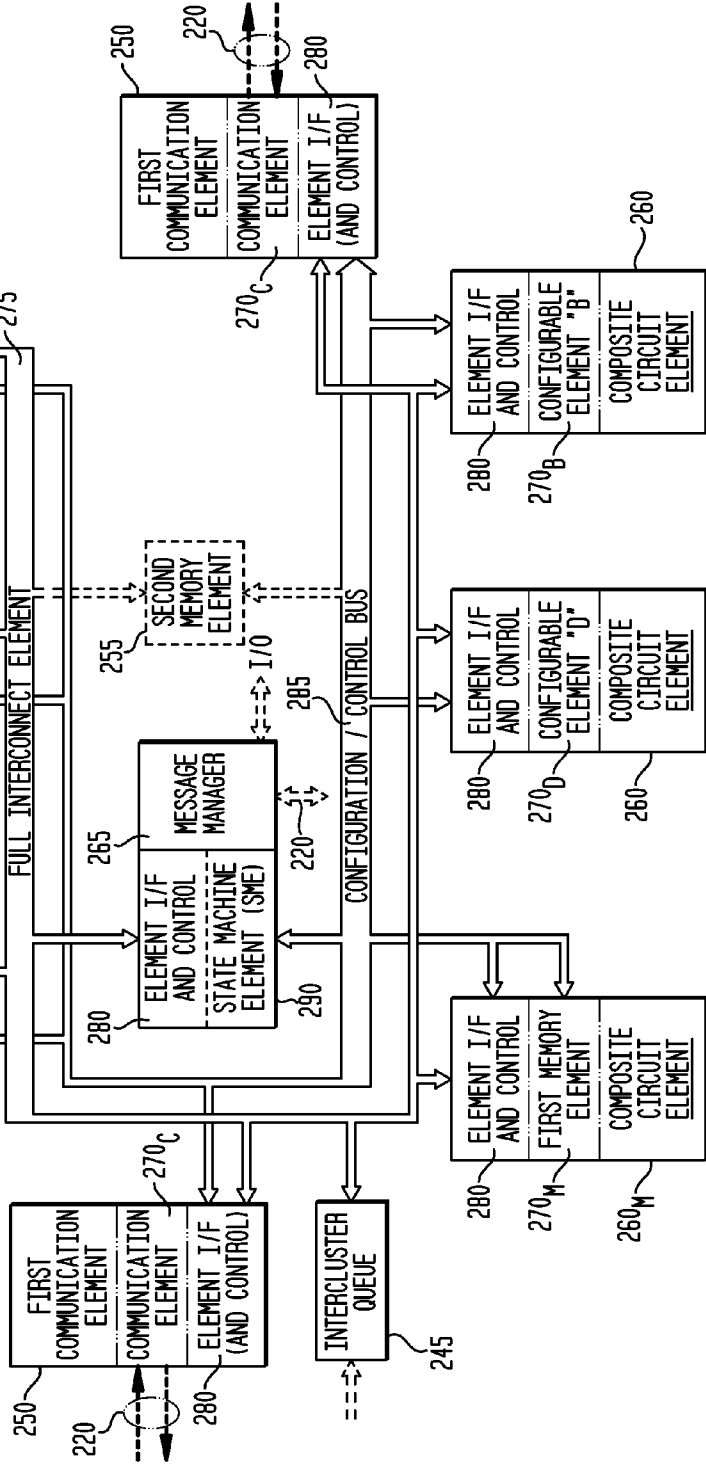 275
FULL INTERCONNECT ELEMENT
250
FIRST
COMMUNICATION
ELEMENT
270C
COMMUNICATION
ELEMENT
ELEMENT I/F
(AND CONTROL)
280
220
INTERCLUSTER
QUEUE
245
280
ELEMENT I/F
AND CONTROL
STATE MACHINE
ELEMENT (SME)
290
265
MESSAGE
MANAGER
I/O
220
255
SECOND
MEMORY
ELEMENT
285
CONFIGURATION / CONTROL BUS
250
FIRST
COMMUNICATION
ELEMENT
270C
COMMUNICATION
ELEMENT
ELEMENT I/F
(AND CONTROL)
280
220
280
ELEMENT I/F
AND CONTROL
270M
FIRST MEMORY
ELEMENT
COMPOSITE
CIRCUIT
ELEMENT
260M
280
ELEMENT I/F
AND CONTROL
270D
CONFIGURABLE
ELEMENT "D"
COMPOSITE
CIRCUIT
ELEMENT
260
280
ELEMENT I/F
AND CONTROL
270B
CONFIGURABLE
ELEMENT "B"
COMPOSITE
CIRCUIT
ELEMENT
260